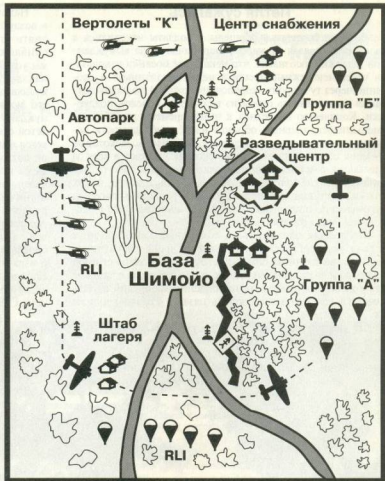 Вертолеты "К"
Центр снабжения
Группа "Б"
Автопарк
Разведывательный
центр
RLI
База
Шимойо
Группа "А"
Штаб
лагеря
RLI